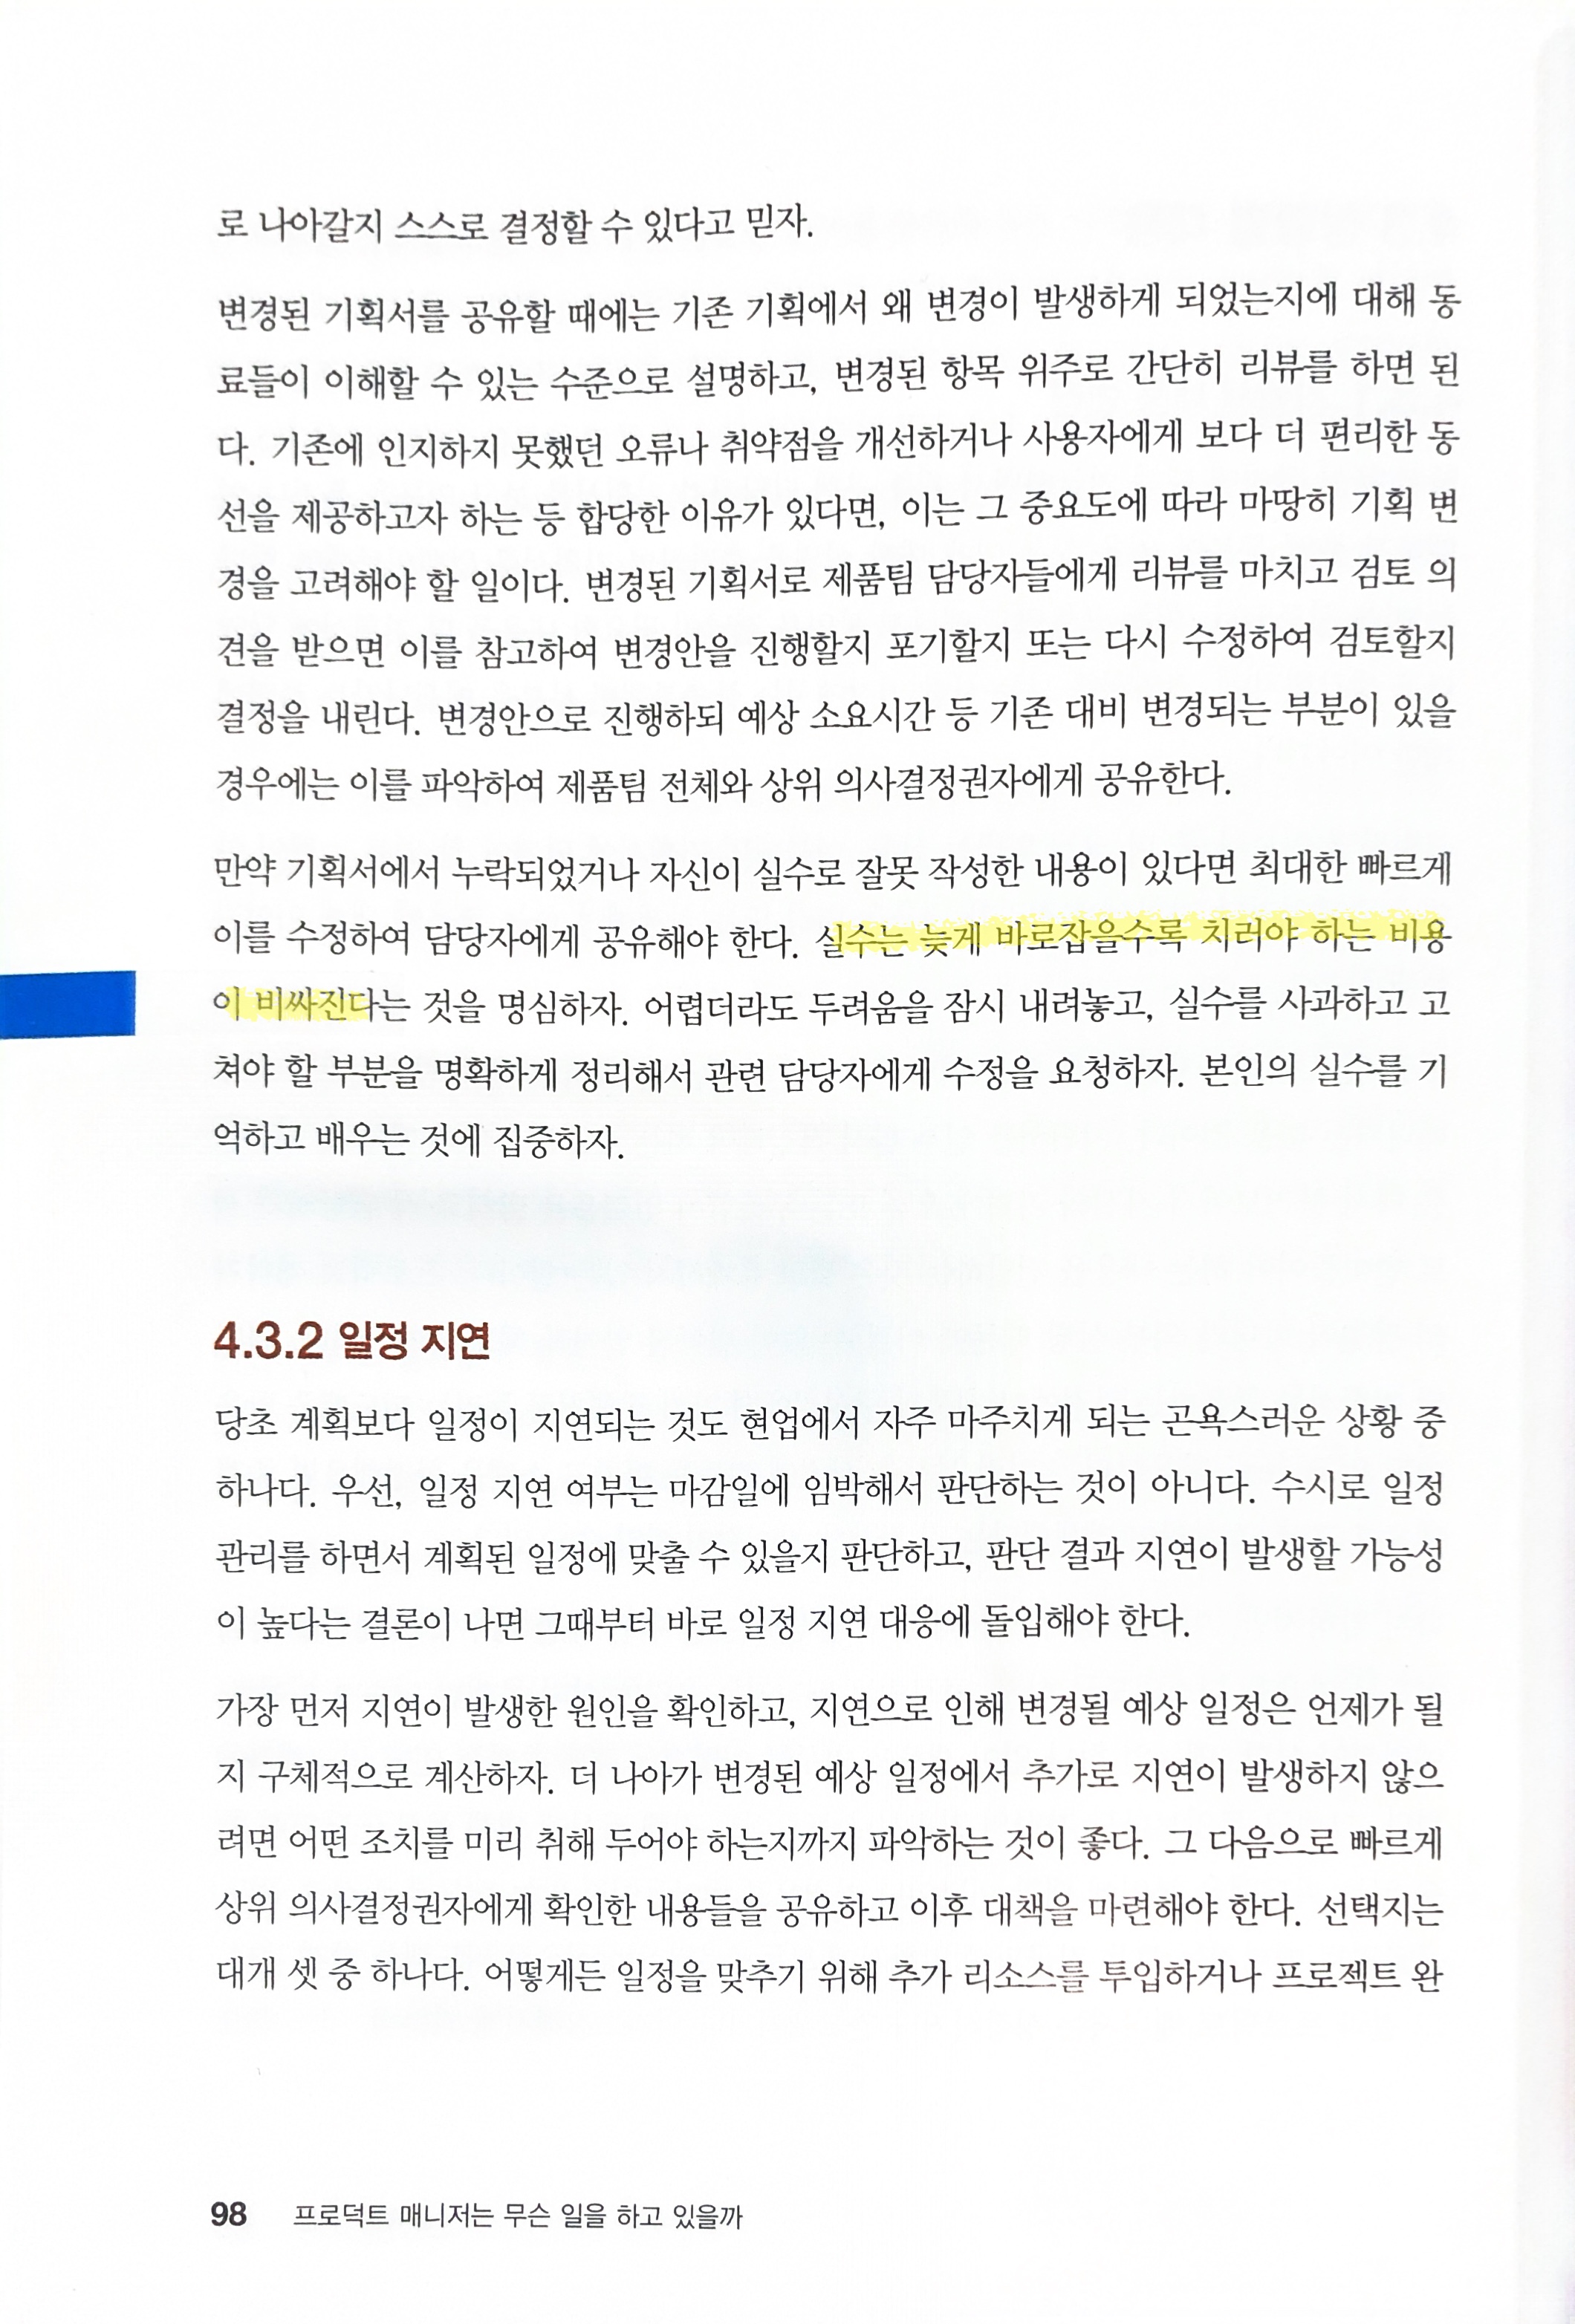 로 나아갈지 스스로 결정할 수 있다고 믿자.
변경된 기획서를 공유할 때에는 기존 기획에서 왜 변경이 발생하게 되었는지에 대해 동
료들이 이해할 수 있는 수준으로 설명하고, 변경된 항목 위주로 간단히 리뷰를 하면 된
다. 기존에 인지하지 못했던 오류나 취약점을 개선하거나 사용자에게 보다 더 편리한 동
선을 제공하고자 하는 등 합당한 이유가 있다면, 이는 그 중요도에 따라 마땅히 기획 변
경을 고려해야 할 일이다. 변경된 기획서로 제품팀 담당자들에게 리뷰를 마치고 검토 의
견을 받으면 이를 참고하여 변경안을 진행할지 포기할지 또는 다시 수정하여 검토할지
결정을 내린다. 변경안으로 진행하되 예상 소요시간 등 기존 대비 변경되는 부분이 있을
경우에는 이를 파악하여 제품팀 전체와 상위 의사결정권자에게 공유한다.
만약 기획서에서 누락되었거나 자신이 실수로 잘못 작성한 내용이 있다면 최대한 빠르게
이를 수정하여 담당자에게 공유해야 한다. 실수는 늦게 바로잡을수록 치러야 하는 비용
이 비싸진다는 것을 명심하자. 어렵더라도 두려움을 잠시 내려놓고, 실수를 사과하고 고
쳐야 할 부분을 명확하게 정리해서 관련 담당자에게 수정을 요청하자. 본인의 실수를 기
억하고 배우는 것에 집중하자.
4.3.2 일정 지연
당초 계획보다 일정이 지연되는 것도 현업에서 자주 마주치게 되는 곤욕스러운 상황 중
하나다. 우선, 일정 지연 여부는 마감일에 임박해서 판단하는 것이 아니다. 수시로 일정
관리를 하면서 계획된 일정에 맞출 수 있을지 판단하고, 판단 결과 지연이 발생할 가능성
이 높다는 결론이 나면 그때부터 바로 일정 지연 대응에 돌입해야 한다.
가장 먼저 지연이 발생한 원인을 확인하고, 지연으로 인해 변경될 예상 일정은 언제가 될
지 구체적으로 계산하자. 더 나아가 변경된 예상 일정에서 추가로 지연이 발생하지 않으
려면 어떤 조치를 미리 취해 두어야 하는지까지 파악하는 것이 좋다. 그 다음으로 빠르게
상위 의사결정권자에게 확인한 내용들을 공유하고 이후 대책을 마련해야 한다. 선택지는
대개 셋 중 하나다. 어떻게든 일정을 맞추기 위해 추가 리소스를 투입하거나 프로젝트 완
98 프로덕트 매니저는 무슨 일을 하고 있을까